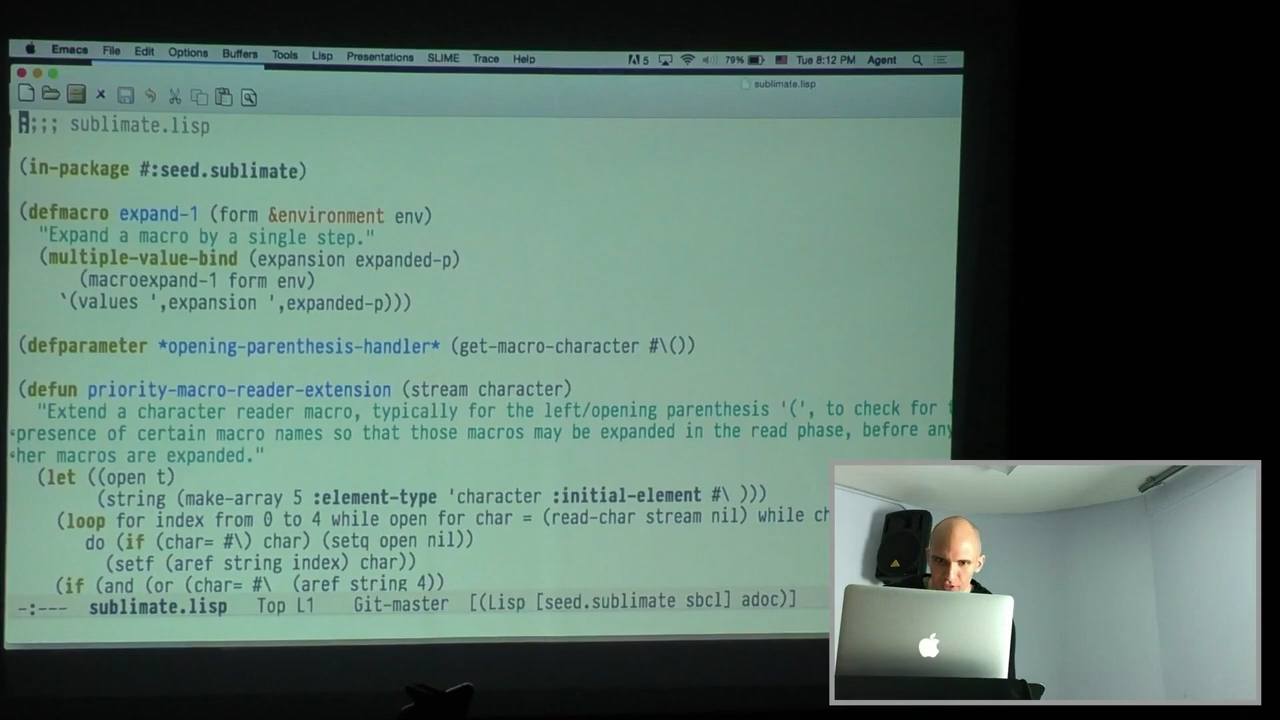 Emacs File Edit Options Buffers Tools Lisp Presentations SLIME Trace Help 5 79% Tue 8:12 PM Agent
sublimate.lisp
;;;; sublimate.lisp
(in-package #:seed.sublimate)
(defmacro expand-1 (form &environment env)
"Expand a macro by a single step."
(multiple-value-bind (expansion expanded-p)
(macroexpand-1 form env)
`(values ',expansion ',expanded-p)))
(defparameter *opening-parenthesis-handler* (get-macro-character #\())
(defun priority-macro-reader-extension (stream character)
"Extend a character reader macro, typically for the left/opening parenthesis '(', to check for
presence of certain macro names so that those macros may be expanded in the read phase, before any
her macros are expanded."
(let ((open t)
(string (make-array 5 :element-type 'character :initial-element #\ )))
(loop for index from 0 to 4 while open for char = (read-char stream nil) while ch
do (if (char= #\) char) (setq open nil))
(setf (aref string index) char))
(if (and (or (char= #\ (aref string 4))
-:--- sublimate.lisp Top L1 Git-master [(Lisp [seed.sublimate sbcl] adoc)]